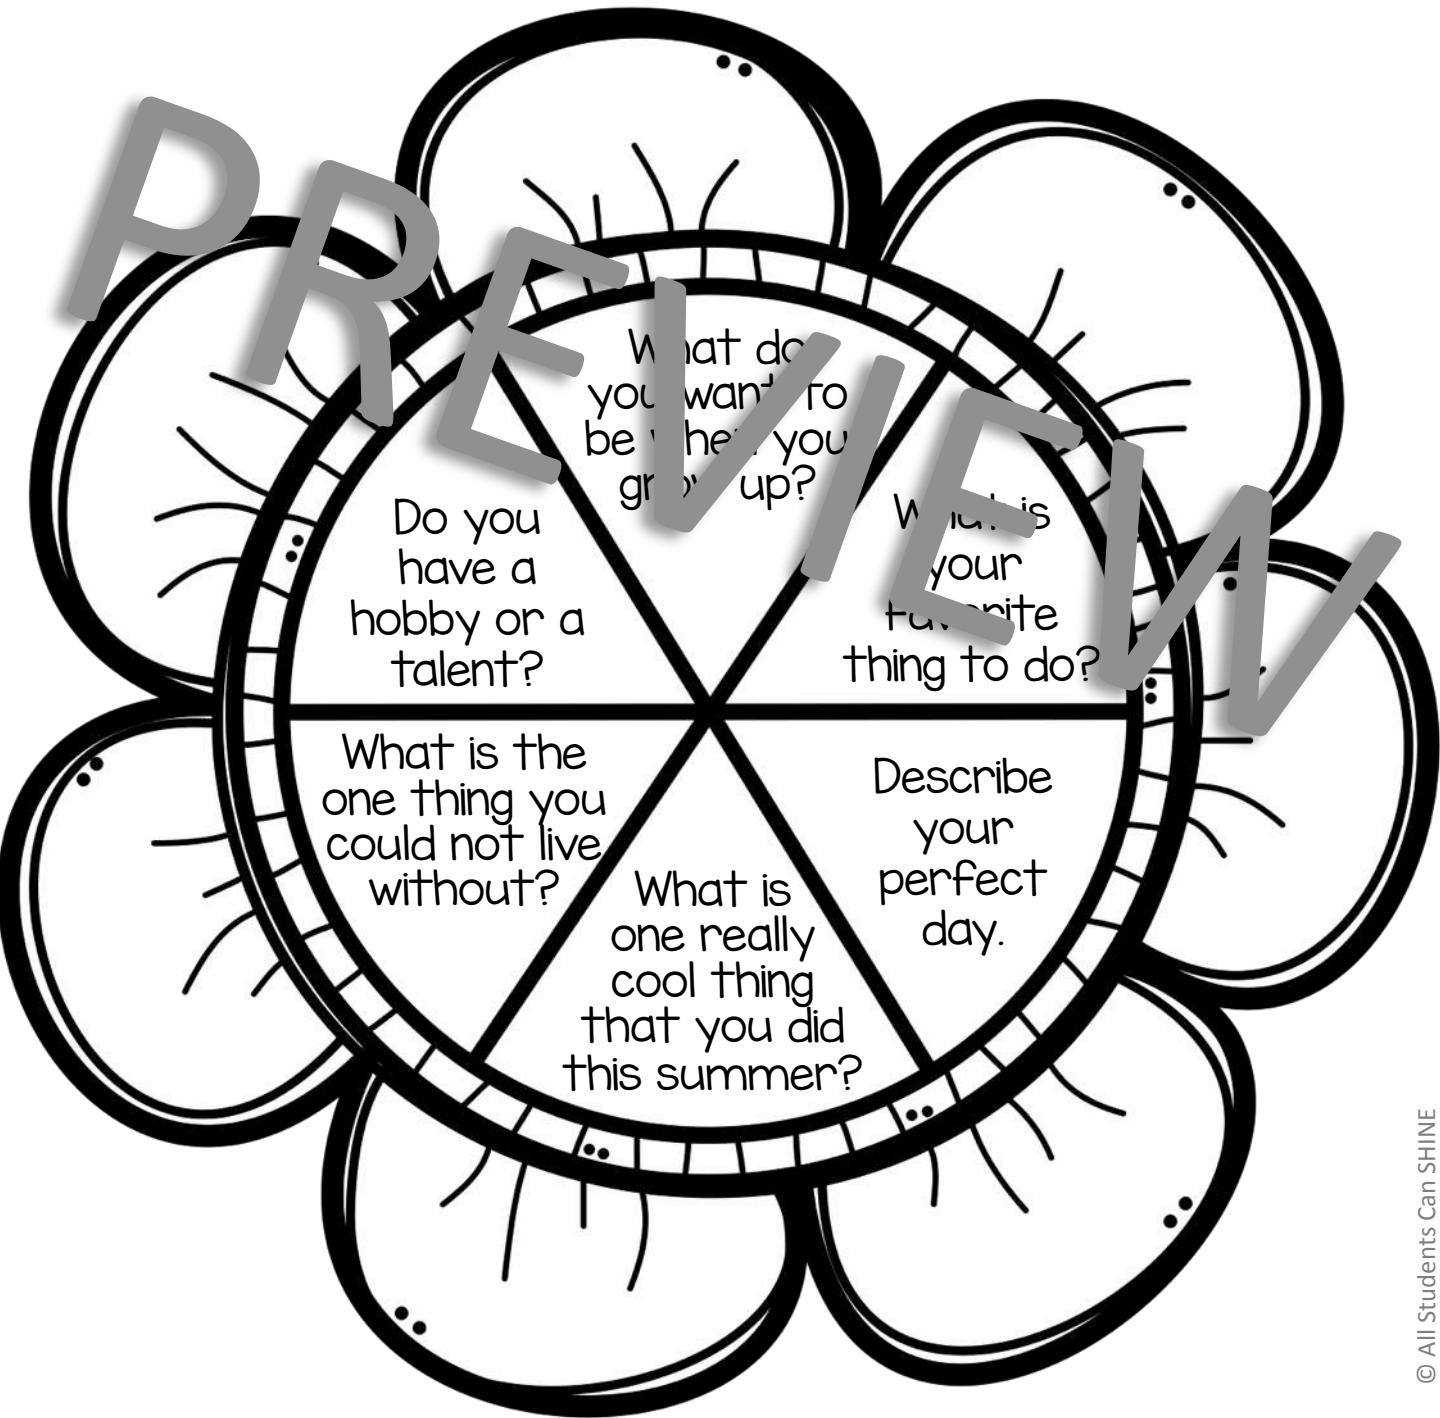 PREVIEW
What do
you want to
be when you
grow up?
What is
your
favorite
thing to do?
Describe
your
perfect
day.
What is
one really
cool thing
that you did
this summer?
What is the
one thing you
could not live
without?
Do you
have a
hobby or a
talent?
© All Students Can SHINE